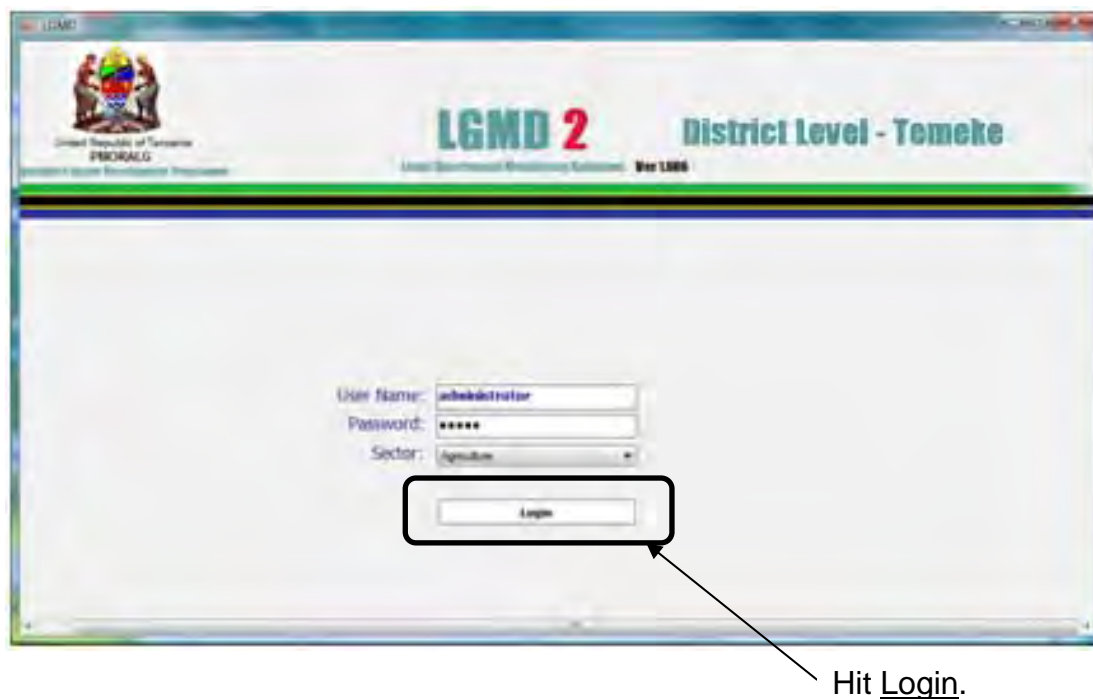 LGMD
United Republic of Tanzania
PMORALG
LGMD 2
District Level - Temeke
User Name:
administrator
Password:
•••••
Sector:
Agriculture
Login
Hit Login.